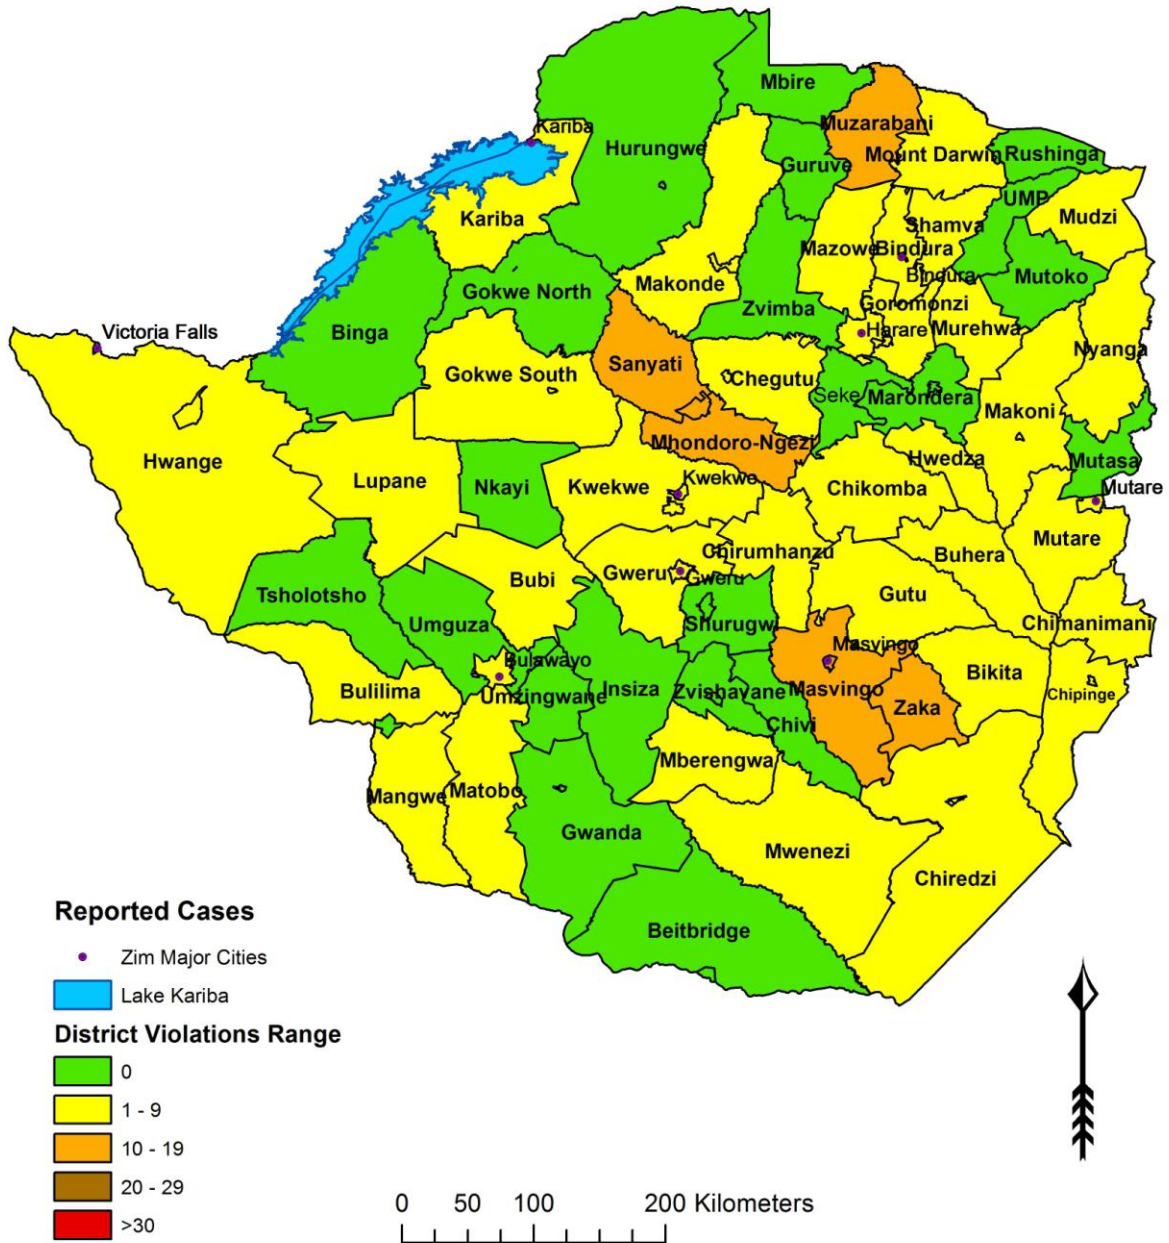 Mbire
Kariba
Muzarabani
Hurungwe
Mount Darwin
Rushinga
Guruve
UMP
Kariba
Shamva
Mudzi
Mazowe
Bindura
Bindura
Mutoko
Makonde
Gokwe North
Goromonzi
Zvimba
Binga
Harare
Murehwa
Victoria Falls
Nyanga
Sanyati
Gokwe South
Chegutu
Seke
Marondera
Makoni
Mhondoro-Ngezi
Hwange
Hwedza
Mutasa
Lupane
Kwekwe
Kwekwe
Nkayi
Chikomba
Mutare
Mutare
Chirumhanzu
Buhera
Bubi
Gweru
Gweru
Tsholotsho
Gutu
Umguza
Shurugwi
Chimanimani
Masvingo
Bulawayo
Bikita
Bulilima
Umzingwane
Insiza
Zvishavane
Masvingo
Chipinge
Zaka
Chivi
Mberengwa
Mangwe
Matobo
Gwanda
Mwenezi
Chiredzi
Beitbridge
Reported Cases
Zim Major Cities
Lake Kariba
District Violations Range
0
1 - 9
10 - 19
20 - 29
>30
0 50 100 200 Kilometers